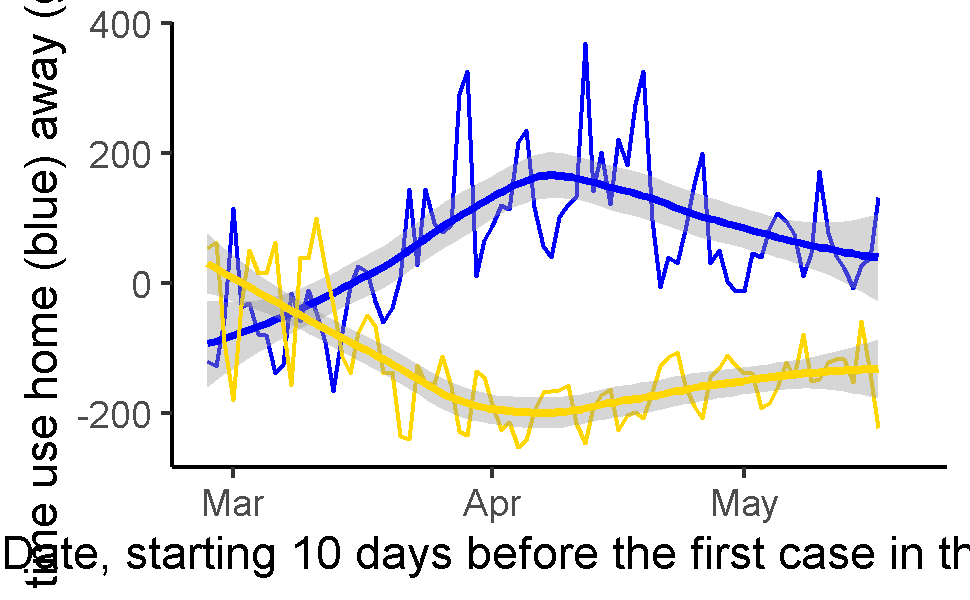 time use home (blue) away (
400
200
0
-200
Mar Apr May
Date, starting 10 days before the first case in th